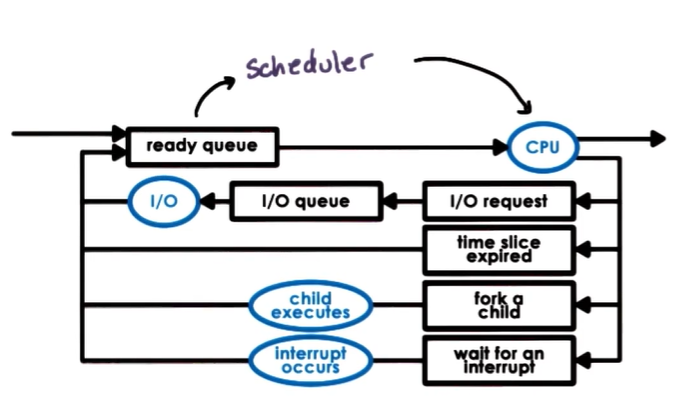 scheduler
ready queue
CPU
I/O
I/O queue
I/O request
time slice
expired
child
executes
fork a
child
interrupt
occurs
wait for an
interrupt